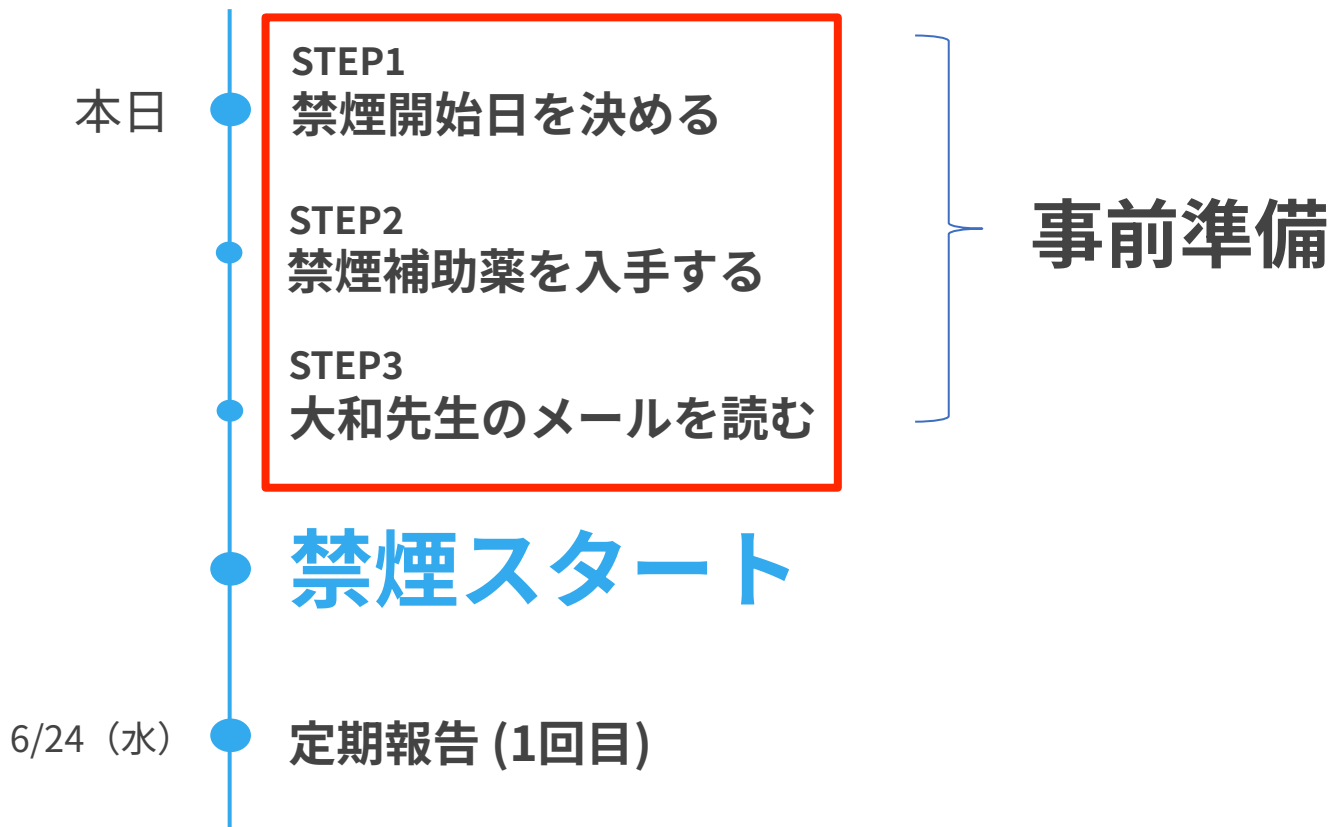 STEP1
本日
禁煙開始日を決める
STEP2
禁煙補助薬を入手する
事前準備
STEP3
大和先生のメールを読む
禁煙スタート
6/24（水）
定期報告 (1回目)